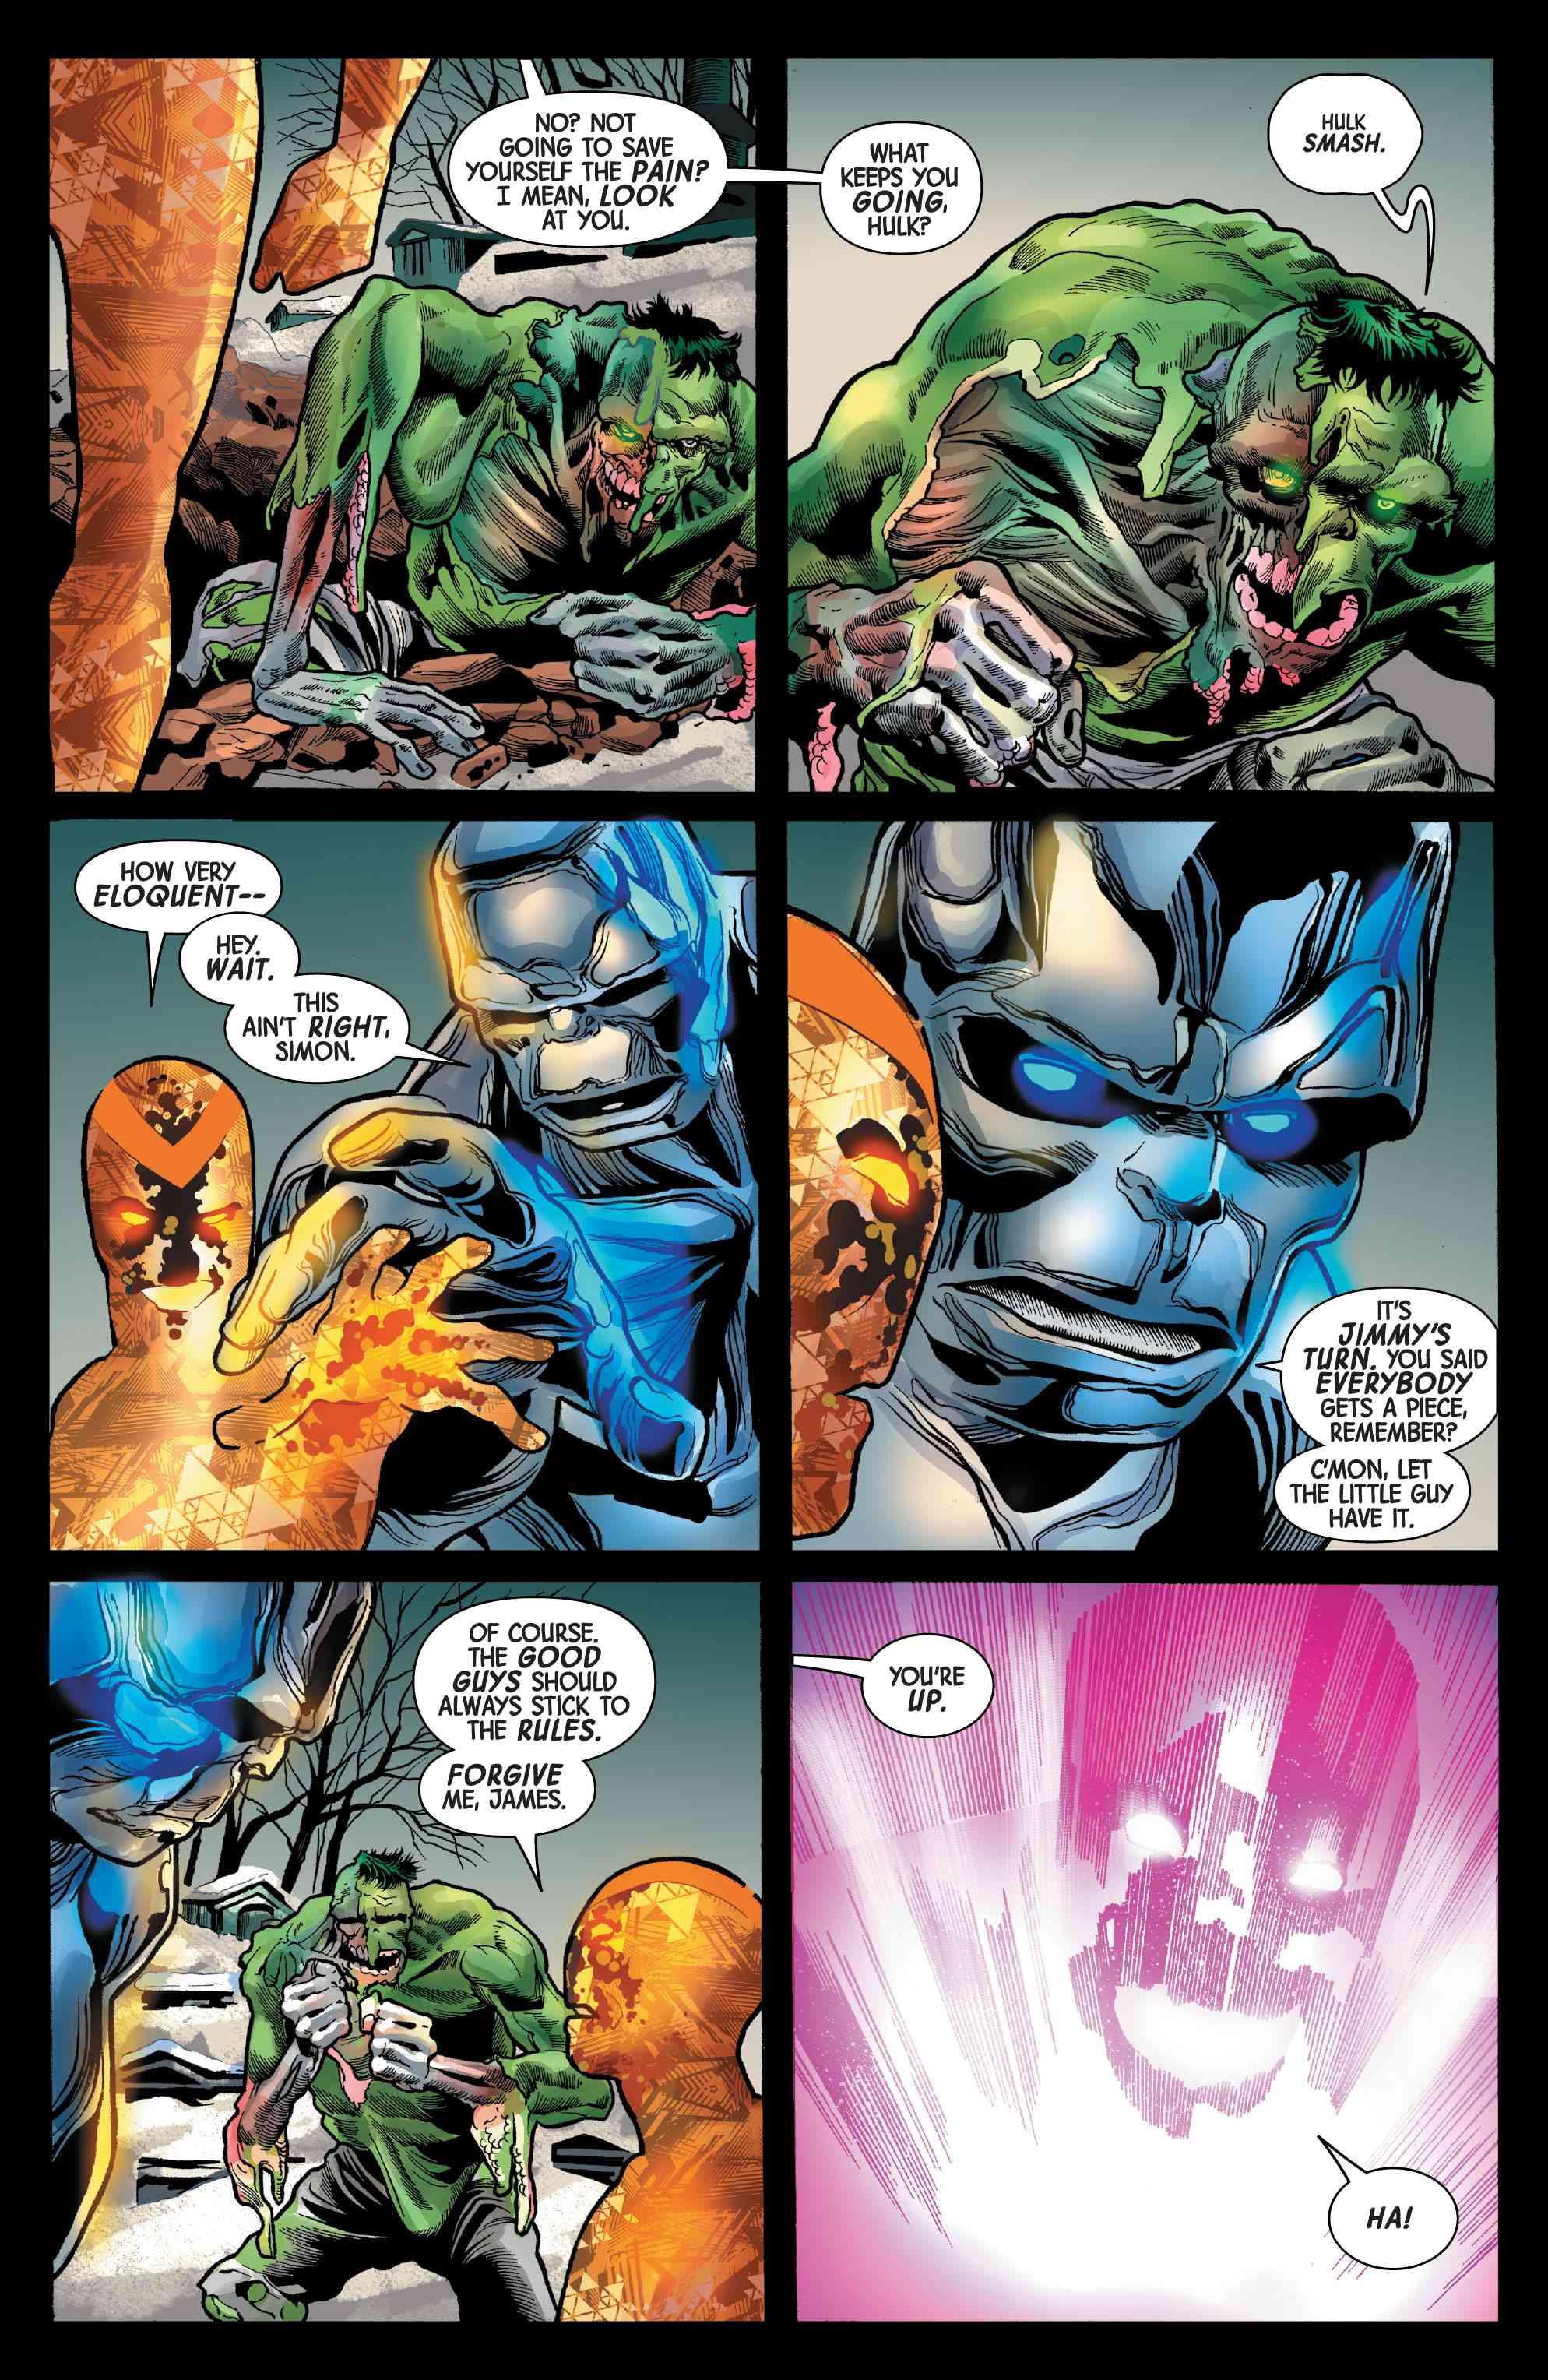 NO? NOT
GOING TO SAVE
YOURSELF THE PAIN?
I MEAN, LOOK
AT YOU.
WHAT
KEEPS YOU
GOING,
HULK?
HULK
SMASH.
HOW VERY
ELOQUENT--
HEY.
WAIT.
THIS
AIN'T RIGHT,
SIMON.
IT'S
JIMMY'S
TURN. YOU SAID
EVERYBODY
GETS A PIECE,
REMEMBER?
C'MON, LET
THE LITTLE GUY
HAVE IT.
OF COURSE.
THE GOOD
GUYS SHOULD
ALWAYS STICK TO
THE RULES.
FORGIVE
ME, JAMES.
YOU'RE
UP.
HA!